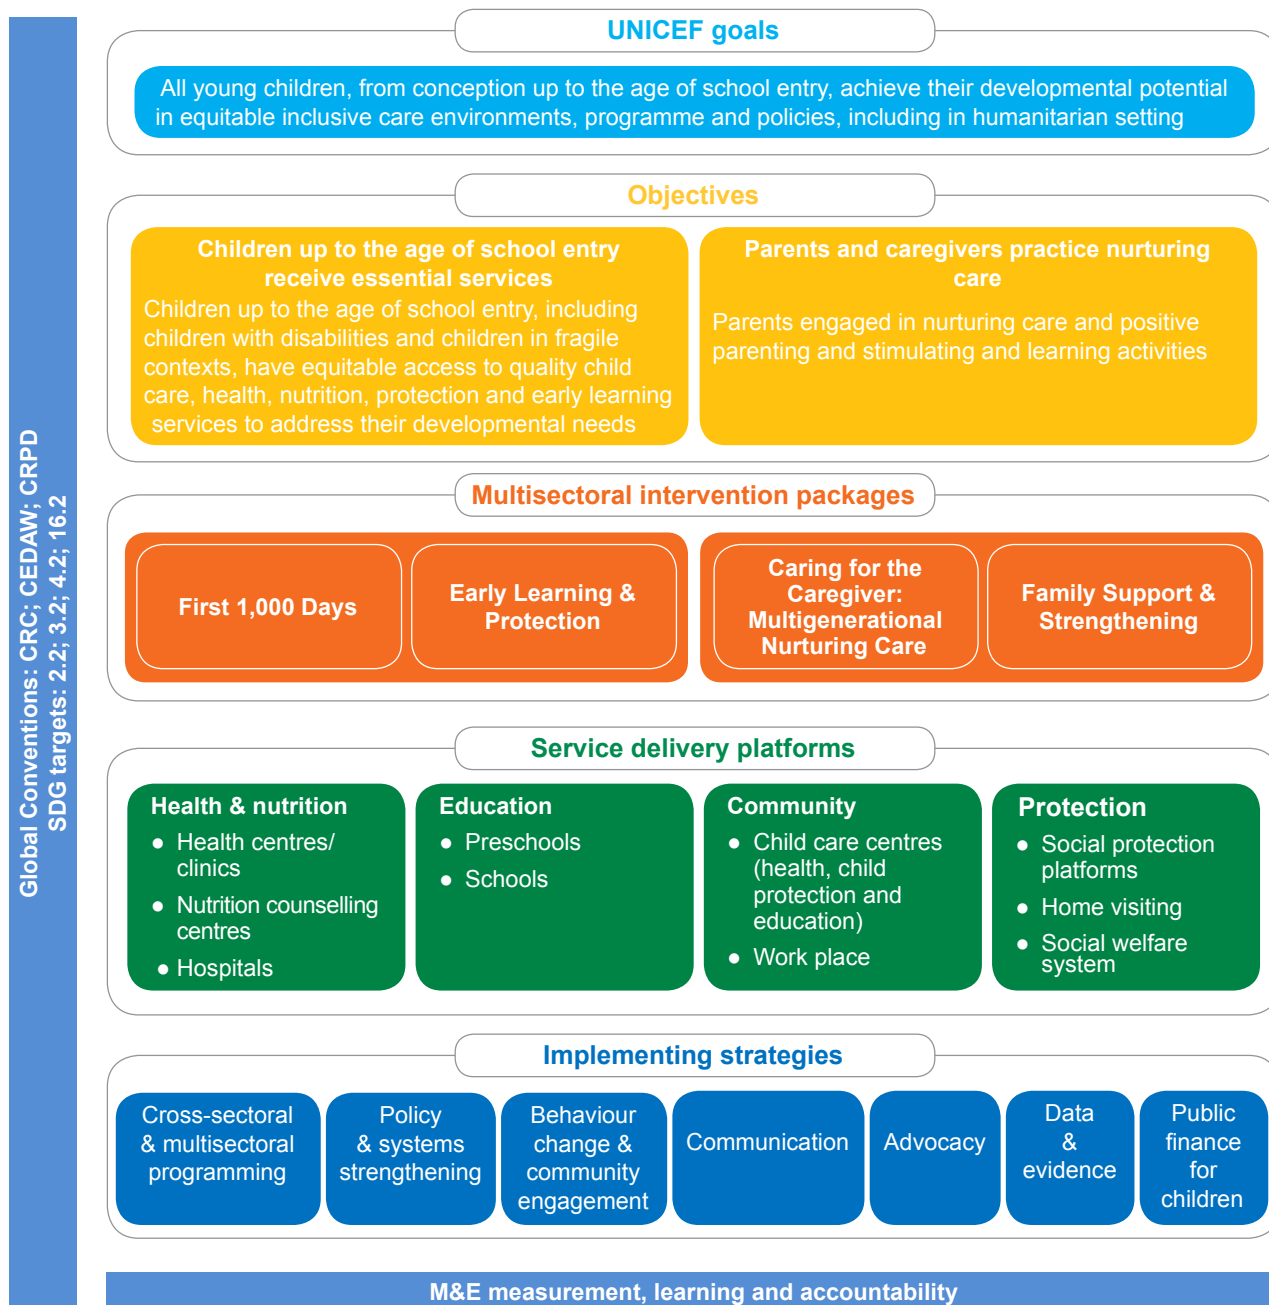 Global Conventions: CRC; CEDAW; CRPD
SDG targets: 2.2; 3.2; 4.2; 16.2
UNICEF goals
All young children, from conception up to the age of school entry, achieve their developmental potential
in equitable inclusive care environments, programme and policies, including in humanitarian setting
Objectives
Children up to the age of school entry
receive essential services
Children up to the age of school entry, including
children with disabilities and children in fragile
contexts, have equitable access to quality child
care, health, nutrition, protection and early learning
services to address their developmental needs
Parents and caregivers practice nurturing
care
Parents engaged in nurturing care and positive
parenting and stimulating and learning activities
Multisectoral intervention packages
First 1,000 Days
Early Learning &
Protection
Caring for the
Caregiver:
Multigenerational
Nurturing Care
Family Support &
Strengthening
Service delivery platforms
Health & nutrition
● Health centres/
clinics
● Nutrition counselling
centres
● Hospitals
Education
● Preschools
● Schools
Community
● Child care centres
(health, child
protection and
education)
● Work place
Protection
● Social protection
platforms
● Home visiting
● Social welfare
system
Implementing strategies
Cross-sectoral
& multisectoral
programming
Policy
& systems
strengthening
Behaviour
change &
community
engagement
Communication
Advocacy
Data
&
evidence
Public
finance
for
children
M&E measurement, learning and accountability